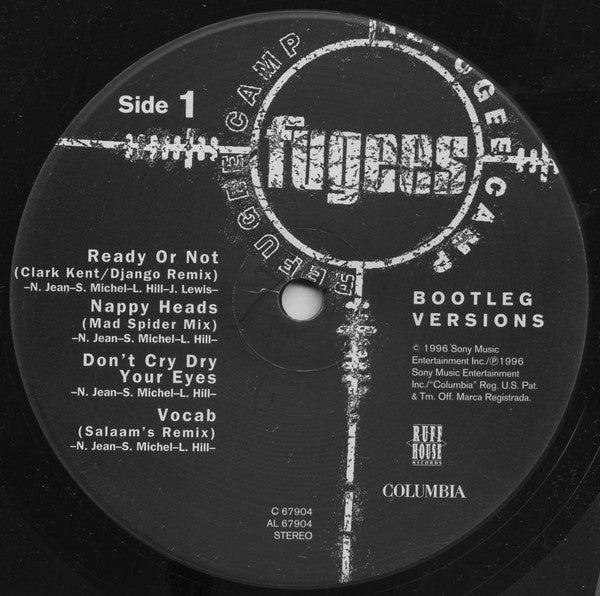 REFUGEE CAMP
REFUGEE CAMP
fugees
Side 1
Ready Or Not
(Clark Kent/Django Remix)
–N. Jean–S. Michel–L. Hill–J. Lewis–
Nappy Heads
(Mad Spider Mix)
–N. Jean–S. Michel–L. Hill–
Don't Cry Dry
Your Eyes
–N. Jean–S. Michel–L. Hill–
Vocab
(Salaam's Remix)
–N. Jean–S. Michel–L. Hill–
BOOTLEG
VERSIONS
© 1996 Sony Music
Entertainment Inc./℗ 1996
Sony Music Entertainment
Inc./"Columbia" Reg. U.S. Pat.
& Tm. Off. Marca Registrada.
RUFF
HOUSE
RECORDS
COLUMBIA
C 67904
AL 67904
STEREO